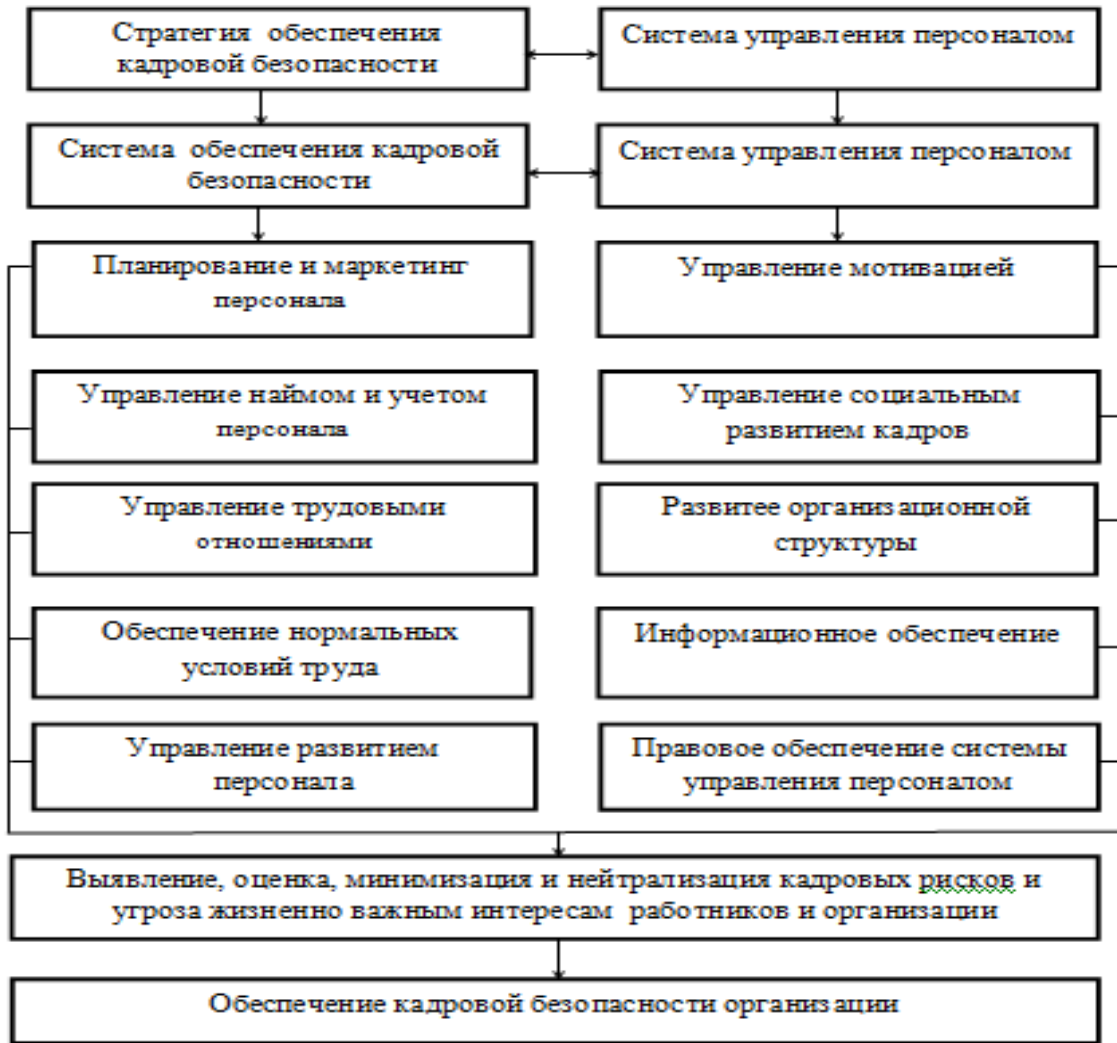 Стратегия обеспечения
кадровой безопасности
Система управления персоналом
Система обеспечения кадровой
безопасности
Система управления персоналом
Планирование и маркетинг
персонала
Управление мотивацией
Управление наймом и учетом
персонала
Управление социальным
развитием кадров
Управление трудовыми
отношениями
Развитее организационной
структуры
Обеспечение нормальных
условий труда
Информационное обеспечение
Управление развитием
персонала
Правовое обеспечение системы
управления персоналом
Выявление, оценка, минимизация и нейтрализация кадровых рисков и
угроза жизненно важным интересам работников и организации
Обеспечение кадровой безопасности организации